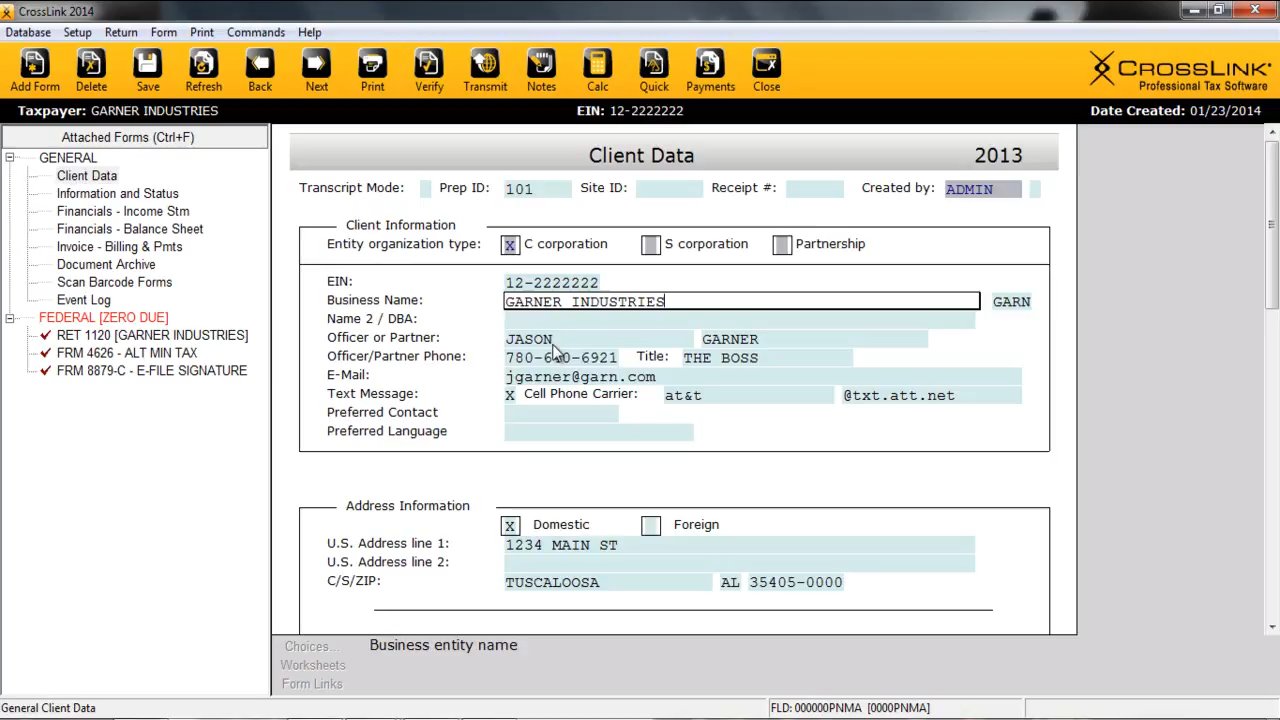 CrossLink 2014
Database Setup Return Form Print Commands Help
Add Form Delete Save Refresh Back Next Print Verify Transmit Notes Calc Quick Payments Close
CROSSLINK
Professional Tax Software
Taxpayer: GARNER INDUSTRIES EIN: 12-2222222 Date Created: 01/23/2014
Attached Forms (Ctrl+F)
GENERAL
Client Data
Information and Status
Financials - Income Stm
Financials - Balance Sheet
Invoice - Billing & Pmts
Document Archive
Scan Barcode Forms
Event Log
FEDERAL [ZERO DUE]
RET 1120 [GARNER INDUSTRIES]
FRM 4626 - ALT MIN TAX
FRM 8879-C - E-FILE SIGNATURE
Client Data 2013
Transcript Mode: Prep ID: 101 Site ID: Receipt #: Created by: ADMIN
Client Information
Entity organization type: X C corporation S corporation Partnership
EIN: 12-2222222
Business Name: GARNER INDUSTRIES GARN
Name 2 / DBA:
Officer or Partner: JASON GARNER
Officer/Partner Phone: Title: THE BOSS
E-Mail: jgarner@garn.com
Text Message: X Cell Phone Carrier: at&t @txt.att.net
Preferred Contact
Preferred Language
Address Information
X Domestic Foreign
U.S. Address line 1: 1234 MAIN ST
U.S. Address line 2:
C/S/ZIP: TUSCALOOSA AL 35405-0000
Choices... Business entity name
Worksheets
Form Links
General Client Data FLD: 000000PNMA [0000PNMA]